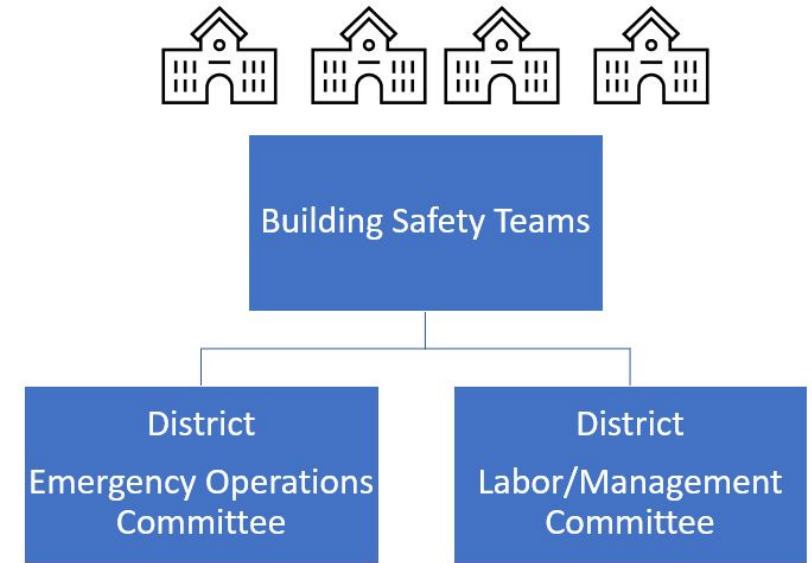 Building Safety Teams
District
Emergency Operations
Committee
District
Labor/Management
Committee